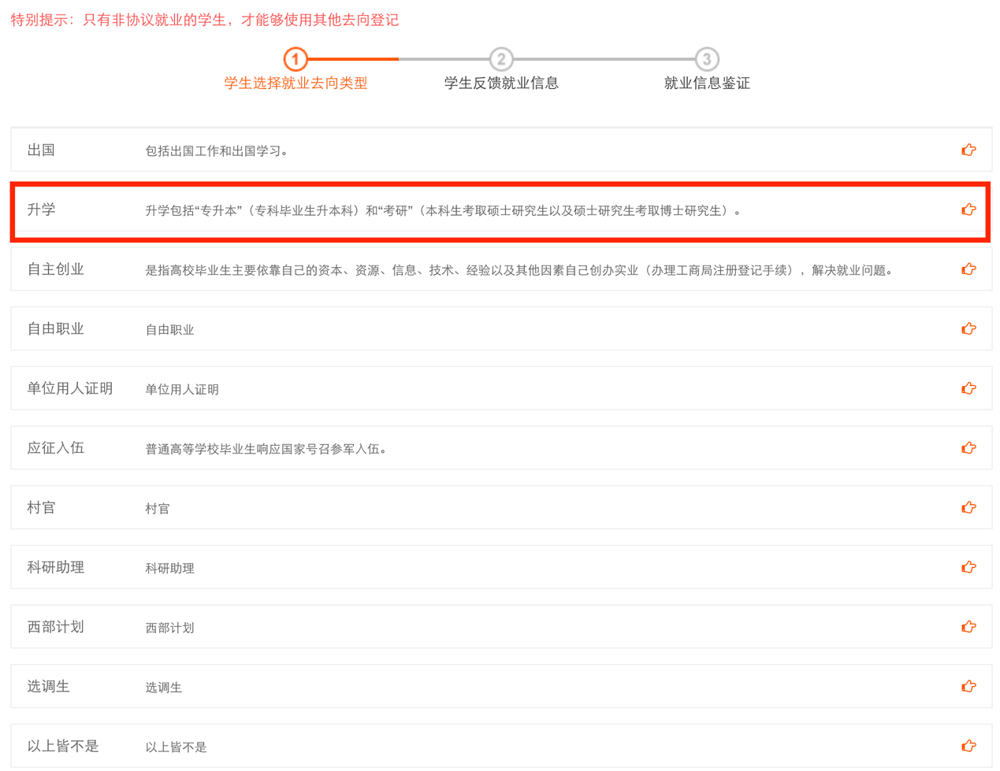 特别提示：只有非协议就业的学生，才能够使用其他去向登记
1 2 3
学生选择就业去向类型 学生反馈就业信息 就业信息鉴证
出国 包括出国工作和出国学习。
升学 升学包括“专升本”（专科毕业生升本科）和“考研”（本科生考取硕士研究生以及硕士研究生考取博士研究生）。
自主创业 是指高校毕业生主要依靠自己的资本、资源、信息、技术、经验以及其他因素自己创办实业（办理工商局注册登记手续），解决就业问题。
自由职业 自由职业
单位用人证明 单位用人证明
应征入伍 普通高等学校毕业生响应国家号召参军入伍。
村官 村官
科研助理 科研助理
西部计划 西部计划
选调生 选调生
以上皆不是 以上皆不是